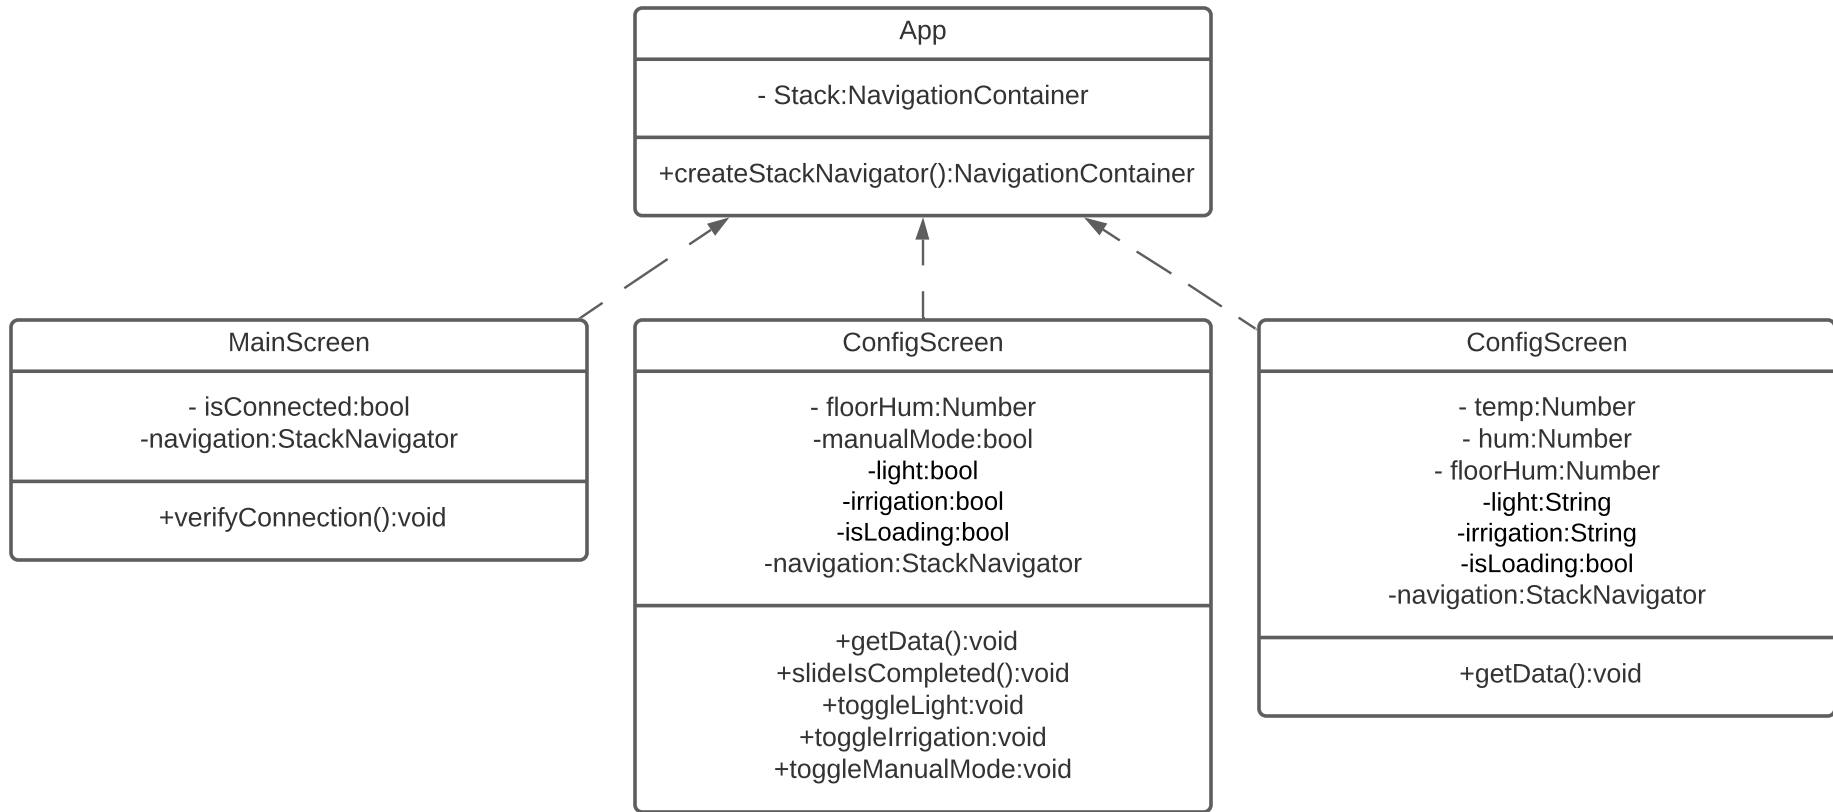 App
- Stack:NavigationContainer
+createStackNavigator():NavigationContainer
MainScreen
- isConnected:bool
-navigation:StackNavigator
+verifyConnection():void
ConfigScreen
- floorHum:Number
-manualMode:bool
-light:bool
-irrigation:bool
-isLoading:bool
-navigation:StackNavigator
+getData():void
+slideIsCompleted():void
+toggleLight:void
+toggleIrrigation:void
+toggleManualMode:void
ConfigScreen
- temp:Number
- hum:Number
- floorHum:Number
-light:String
-irrigation:String
-isLoading:bool
-navigation:StackNavigator
+getData():void